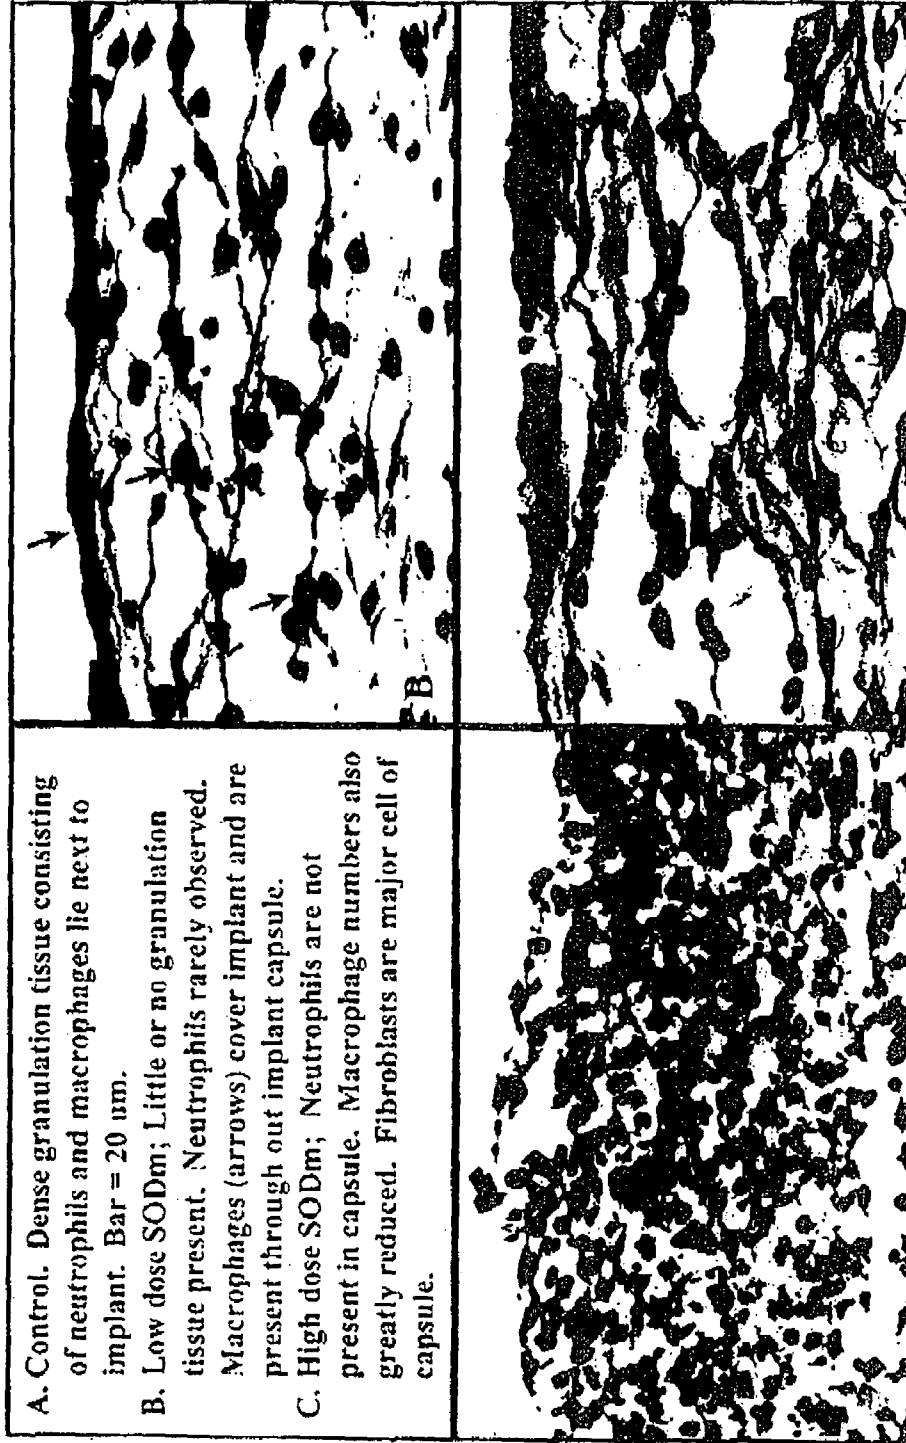 A. Control. Dense granulation tissue consisting
of neutrophils and macrophages lie next to
implant. Bar = 20 um.
B. Low dose SODm; Little or no granulation
tissue present. Neutrophils rarely observed.
Macrophages (arrows) cover implant and are
present through out implant capsule.
C. High dose SODm; Neutrophils are not
present in capsule. Macrophage numbers also
greatly reduced. Fibroblasts are major cell of
capsule.
B